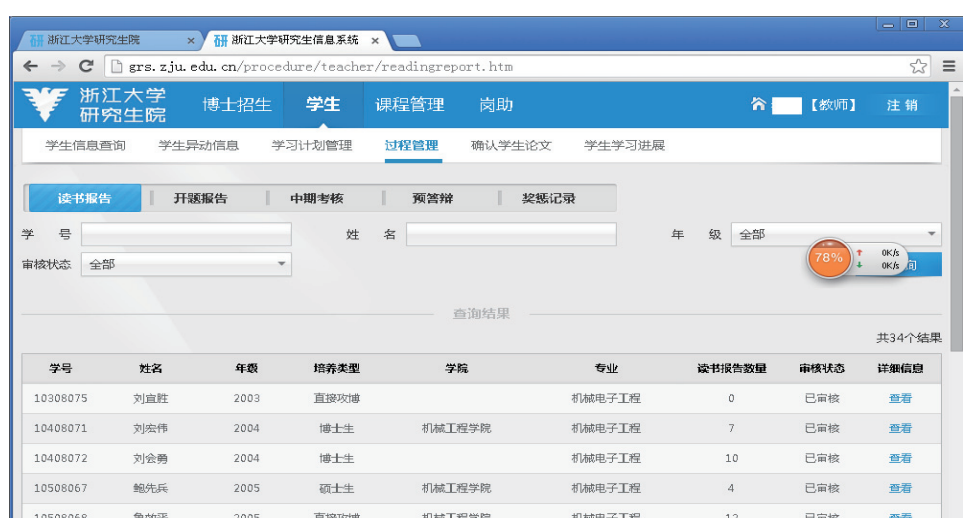 浙江大学研究生院 浙江大学研究生信息系统
grs.zju.edu.cn/procedure/teacher/readingreport.htm
浙江大学研究生院 博士招生 学生 课程管理 岗助 【教师】 注销
学生信息查询 学生异动信息 学习计划管理 过程管理 确认学生论文 学生学习进展
读书报告 开题报告 中期考核 预答辩 奖惩记录
学号 姓名 年级 全部
审核状态 全部 78% 0K/s
0K/s
查询结果
共34个结果
学号 姓名 年级 培养类型 学院 专业 读书报告数量 审核状态 详细信息
10308075 刘宜胜 2003 直接攻博 机械电子工程 0 已审核 查看
10408071 刘宏伟 2004 博士生 机械工程学院 机械电子工程 7 已审核 查看
10408072 刘会勇 2004 博士生 机械电子工程 10 已审核 查看
10508067 鲍先兵 2005 硕士生 机械工程学院 机械电子工程 4 已审核 查看